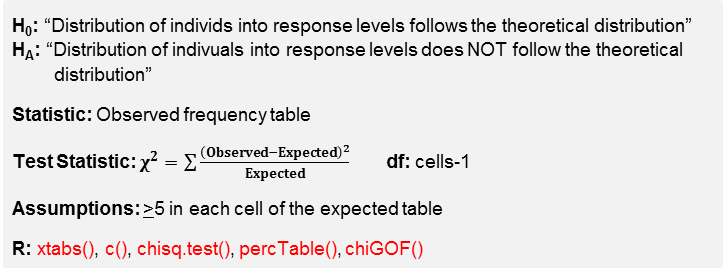 H₀: “Distribution of individs into response levels follows the theoretical distribution”
H_A: “Distribution of indivuals into response levels does NOT follow the theoretical
distribution”
Statistic: Observed frequency table
Test Statistic: χ² = Σ (Observed−Expected)² / Expected df: cells-1
Assumptions: ≥5 in each cell of the expected table
R: xtabs(), c(), chisq.test(), percTable(), chiGOF()